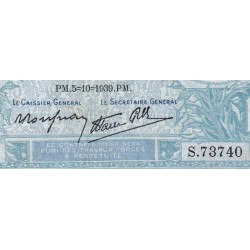 PM.5=10=1939.PM.
LE CAISSIER GÉNÉRAL LE SECRÉTAIRE GÉNÉRAL
LE CONTREFACTEUR SERA
PUNI DES TRAVAUX FORCÉS
À PERPÉTUITÉ
S.73740